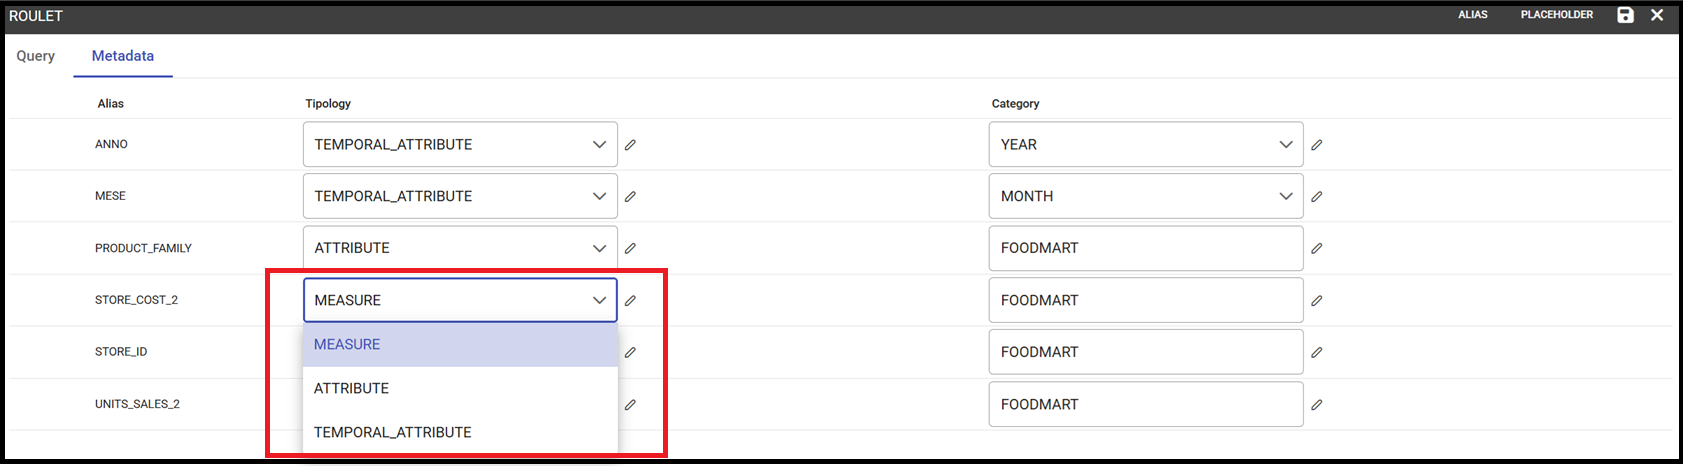 ROULET ALIAS PLACEHOLDER
Query Metadata
Alias Tipology Category
ANNO TEMPORAL_ATTRIBUTE YEAR
MESE TEMPORAL_ATTRIBUTE MONTH
PRODUCT_FAMILY ATTRIBUTE FOODMART
STORE_COST_2 MEASURE FOODMART
MEASURE
STORE_ID FOODMART
ATTRIBUTE
UNITS_SALES_2 FOODMART
TEMPORAL_ATTRIBUTE